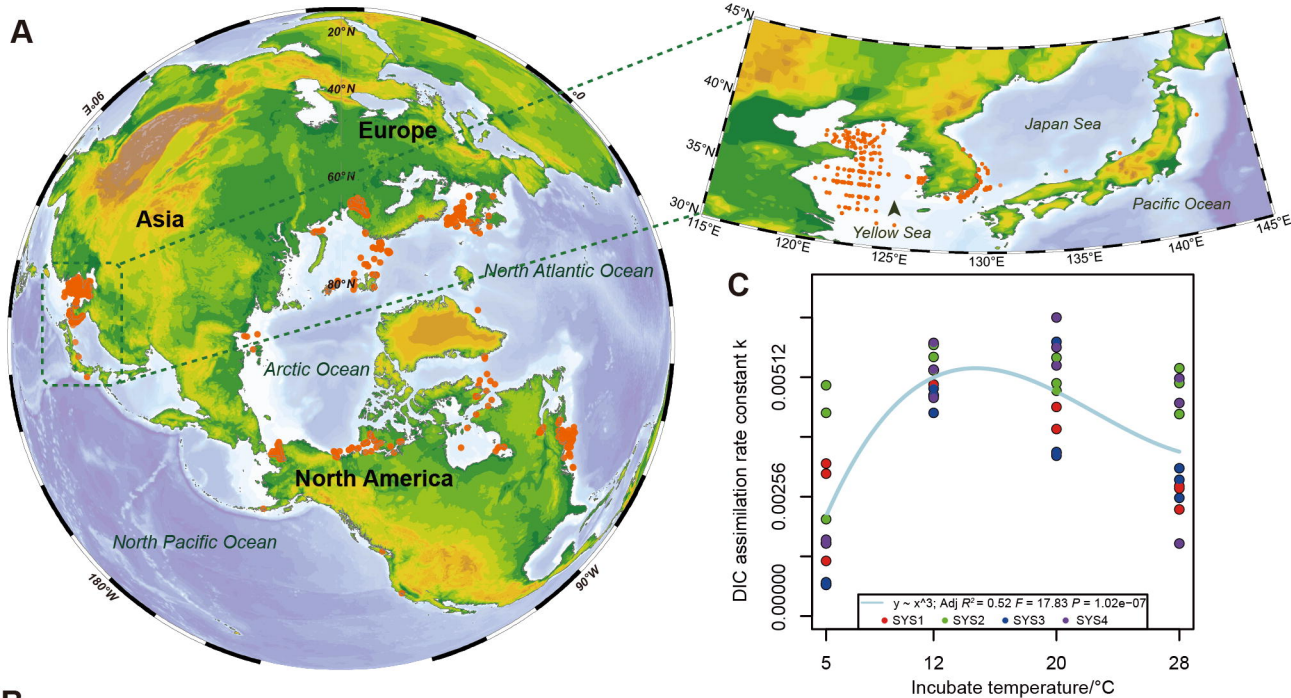 A
20°N
40°N
60°N
80°N
90°E
0°
Europe
Asia
North Atlantic Ocean
Arctic Ocean
North America
North Pacific Ocean
180°W
90°W
45°N
40°N
35°N
30°N
115°E
120°E
125°E
130°E
135°E
140°E
145°E
Japan Sea
Pacific Ocean
Yellow Sea
C
DIC assimilation rate constant k
0.00512
0.00256
0.00000
y ~ x^3; Adj R² = 0.52 F = 17.83 P = 1.02e−07
SYS1 SYS2 SYS3 SYS4
5 12 20 28
Incubate temperature/°C